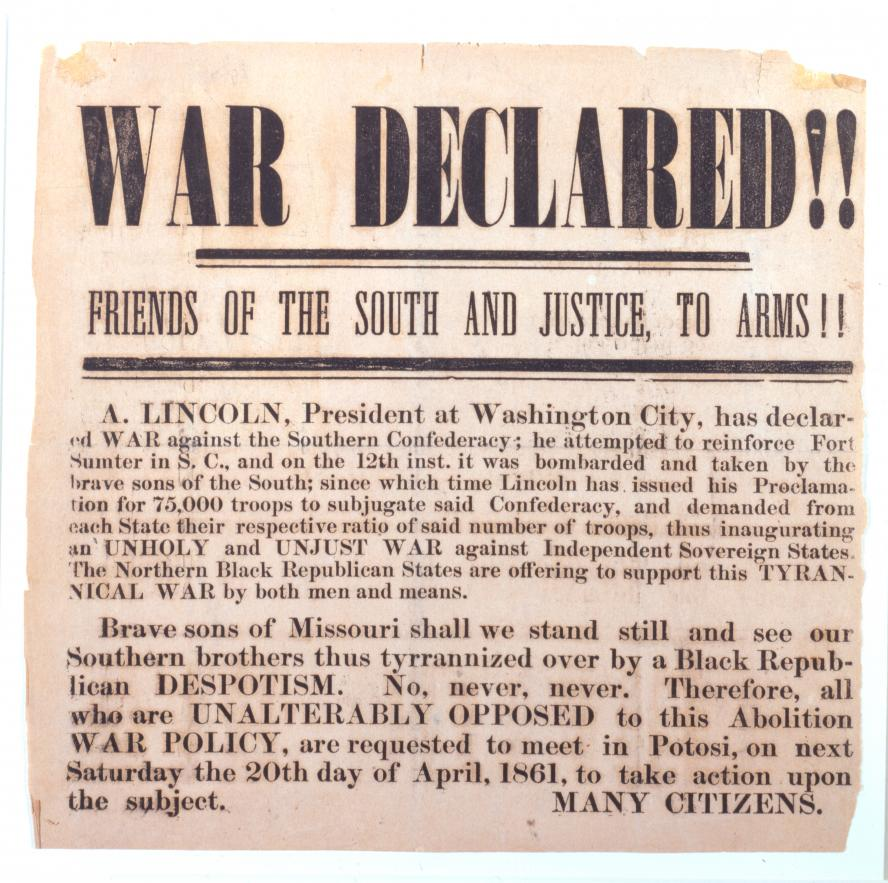 WAR DECLARED!!
FRIENDS OF THE SOUTH AND JUSTICE, TO ARMS!!
A. LINCOLN, President at Washington City, has declar-
ed WAR against the Southern Confederacy; he attempted to reinforce Fort
Sumter in S. C., and on the 12th inst. it was bombarded and taken by the
brave sons of the South; since which time Lincoln has issued his Proclama-
tion for 75,000 troops to subjugate said Confederacy, and demanded from
each State their respective ratio of said number of troops, thus inaugurating
an UNHOLY and UNJUST WAR against Independent Sovereign States.
The Northern Black Republican States are offering to support this TYRAN-
NICAL WAR by both men and means.
Brave sons of Missouri shall we stand still and see our
Southern brothers thus tyrrannized over by a Black Repub-
lican DESPOTISM. No, never, never. Therefore, all
who are UNALTERABLY OPPOSED to this Abolition
WAR POLICY, are requested to meet in Potosi, on next
Saturday the 20th day of April, 1861, to take action upon
the subject. MANY CITIZENS.